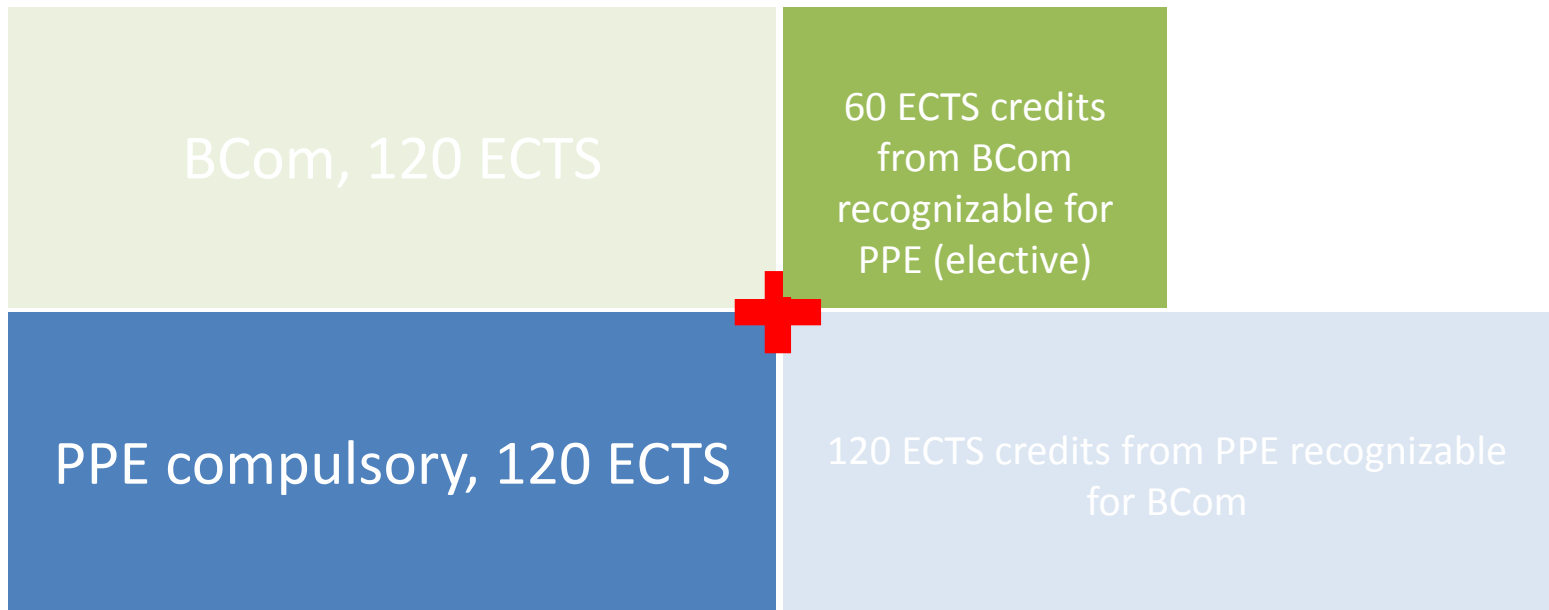 BCom, 120 ECTS
60 ECTS credits
from BCom
recognizable for
PPE (elective)
PPE compulsory, 120 ECTS
120 ECTS credits from PPE recognizable
for BCom